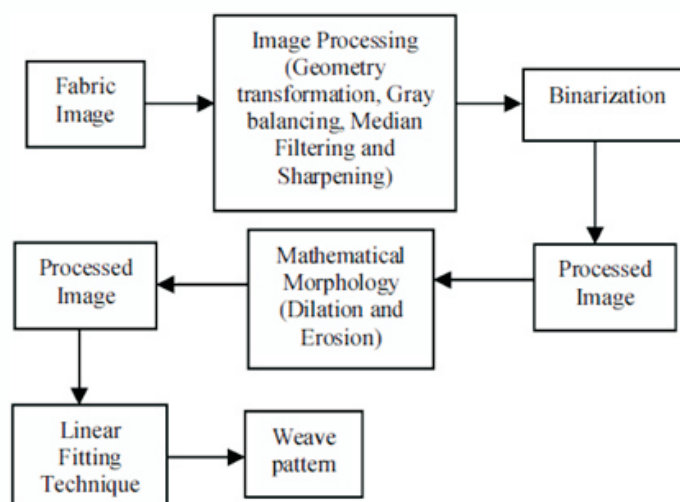 Fabric
Image
Image Processing
(Geometry
transformation, Gray
balancing, Median
Filtering and
Sharpening)
Binarization
Processed
Image
Mathematical
Morphology
(Dilation and
Erosion)
Processed
Image
Linear
Fitting
Technique
Weave
pattern